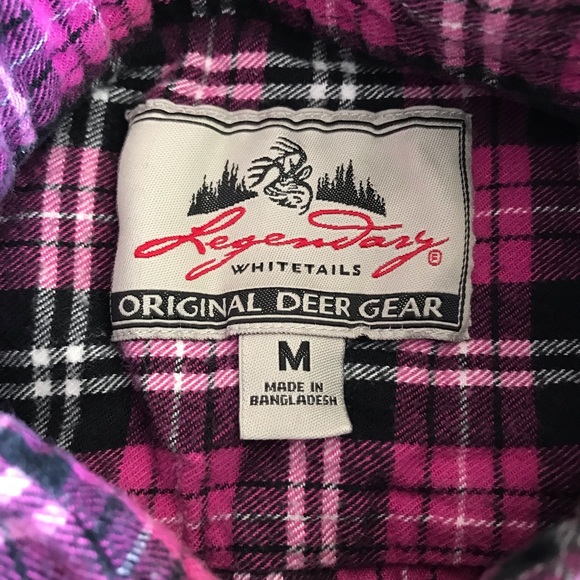 Legendary®
WHITETAILS
ORIGINAL DEER GEAR
M
MADE IN
BANGLADESH